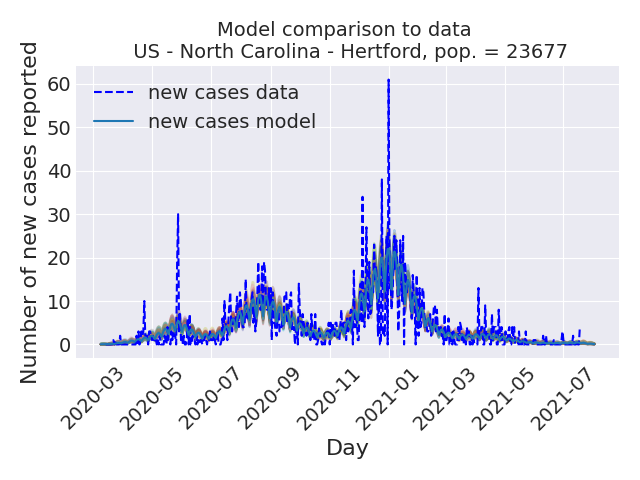 Model comparison to data
US - North Carolina - Hertford, pop. = 23677
Number of new cases reported
60
50
40
30
20
10
0
new cases data
new cases model
2020-03
2020-05
2020-07
2020-09
2020-11
2021-01
2021-03
2021-05
2021-07
Day